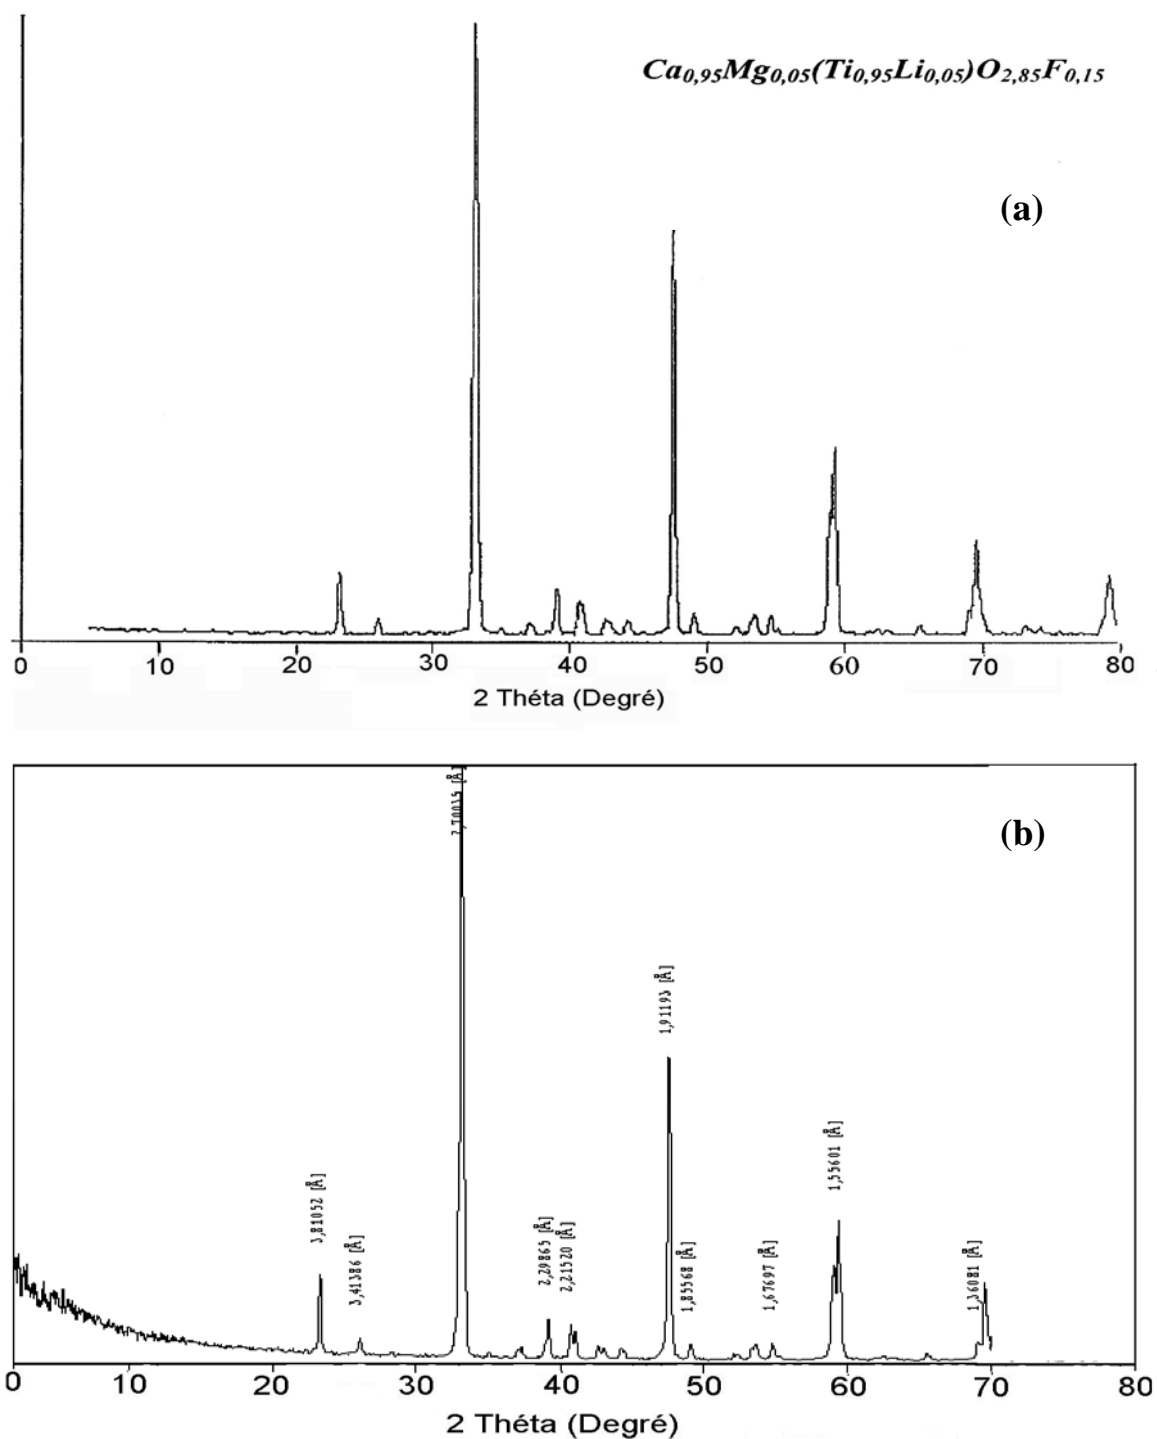 Ca0,95Mg0,05(Ti0,95Li0,05)O2,85F0,15
(a)
0 10 20 30 40 50 60 70 80
2 Théta (Degré)
(b)
2,70035 [Å]
3,81052 [Å]
3,41386 [Å]
2,29865 [Å]
2,21520 [Å]
1,91193 [Å]
1,85568 [Å]
1,67697 [Å]
1,55601 [Å]
1,36081 [Å]
0 10 20 30 40 50 60 70 80
2 Théta (Degré)